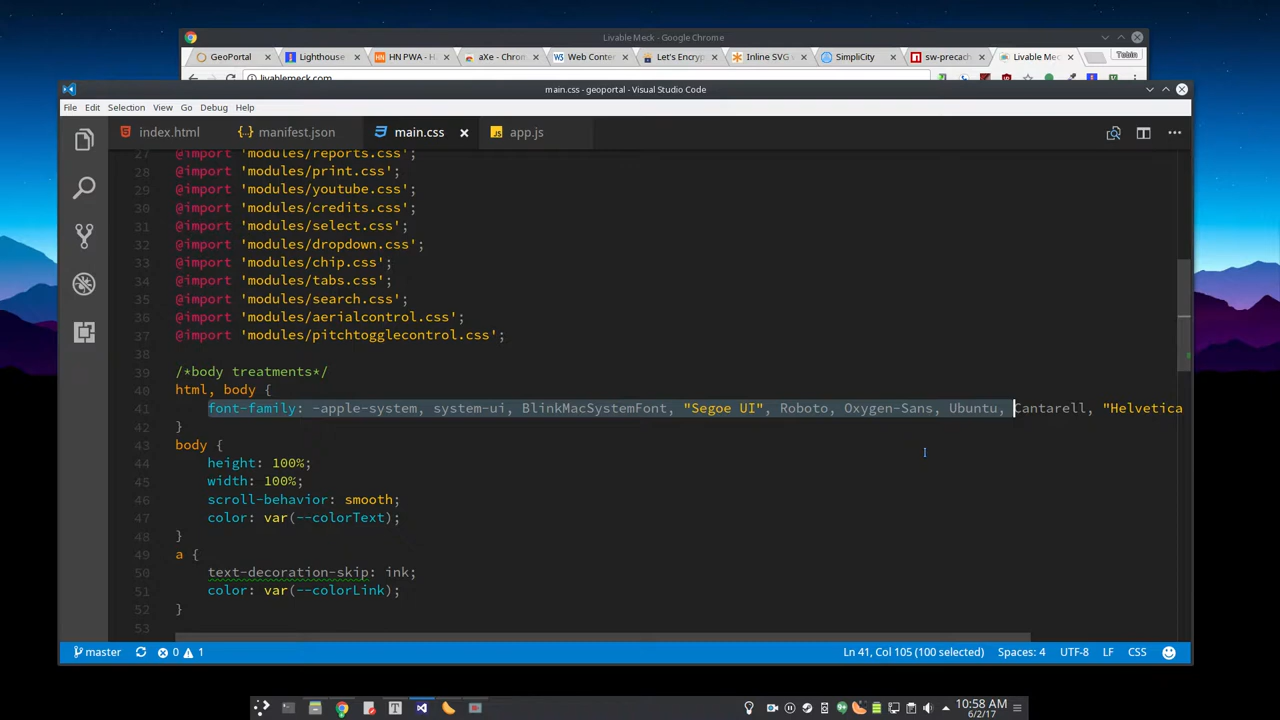 Livable Meck - Google Chrome
GeoPortal Lighthouse HN PWA - H aXe - Chron Web Conten Let's Encryp Inline SVG SimpliCity sw-precach Livable Mec Tobin
livablemeck.com
main.css - geoportal - Visual Studio Code
File Edit Selection View Go Debug Help
index.html manifest.json main.css app.js
27 @import 'modules/reports.css';
28 @import 'modules/print.css';
29 @import 'modules/youtube.css';
30 @import 'modules/credits.css';
31 @import 'modules/select.css';
32 @import 'modules/dropdown.css';
33 @import 'modules/chip.css';
34 @import 'modules/tabs.css';
35 @import 'modules/search.css';
36 @import 'modules/aerialcontrol.css';
37 @import 'modules/pitchtogglecontrol.css';
38
39 /*body treatments*/
40 html, body {
41 font-family: -apple-system, system-ui, BlinkMacSystemFont, "Segoe UI", Roboto, Oxygen-Sans, Ubuntu, Cantarell, "Helvetica
42 }
43 body {
44 height: 100%;
45 width: 100%;
46 scroll-behavior: smooth;
47 color: var(--colorText);
48 }
49 a {
50 text-decoration-skip: ink;
51 color: var(--colorLink);
52 }
53
master 0 1 Ln 41, Col 105 (100 selected) Spaces: 4 UTF-8 LF CSS
10:58 AM
6/2/17